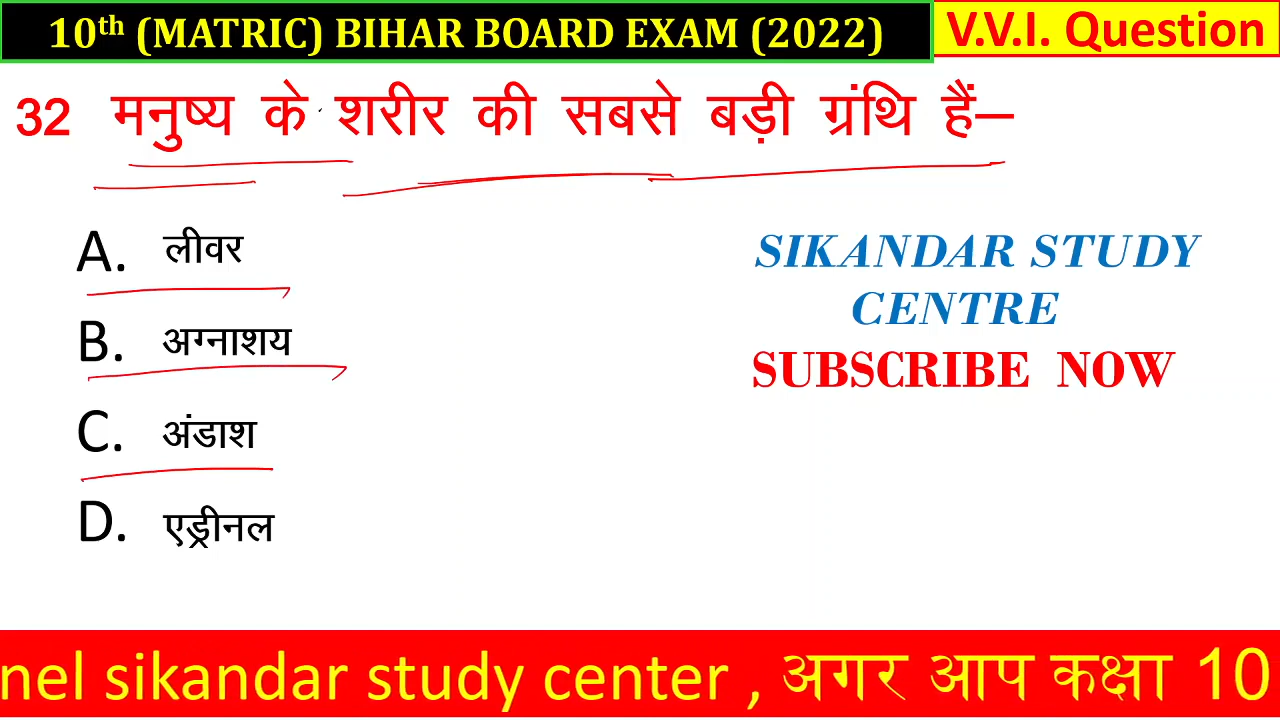 10th (MATRIC) BIHAR BOARD EXAM (2022)
V.V.I. Question
32 मनुष्य के शरीर की सबसे बड़ी ग्रंथि हैं–
A. लीवर
B. अग्नाशय
C. अंडाश
D. एड्रीनल
SIKANDAR STUDY
CENTRE
SUBSCRIBE NOW
nel sikandar study center , अगर आप कक्षा 10